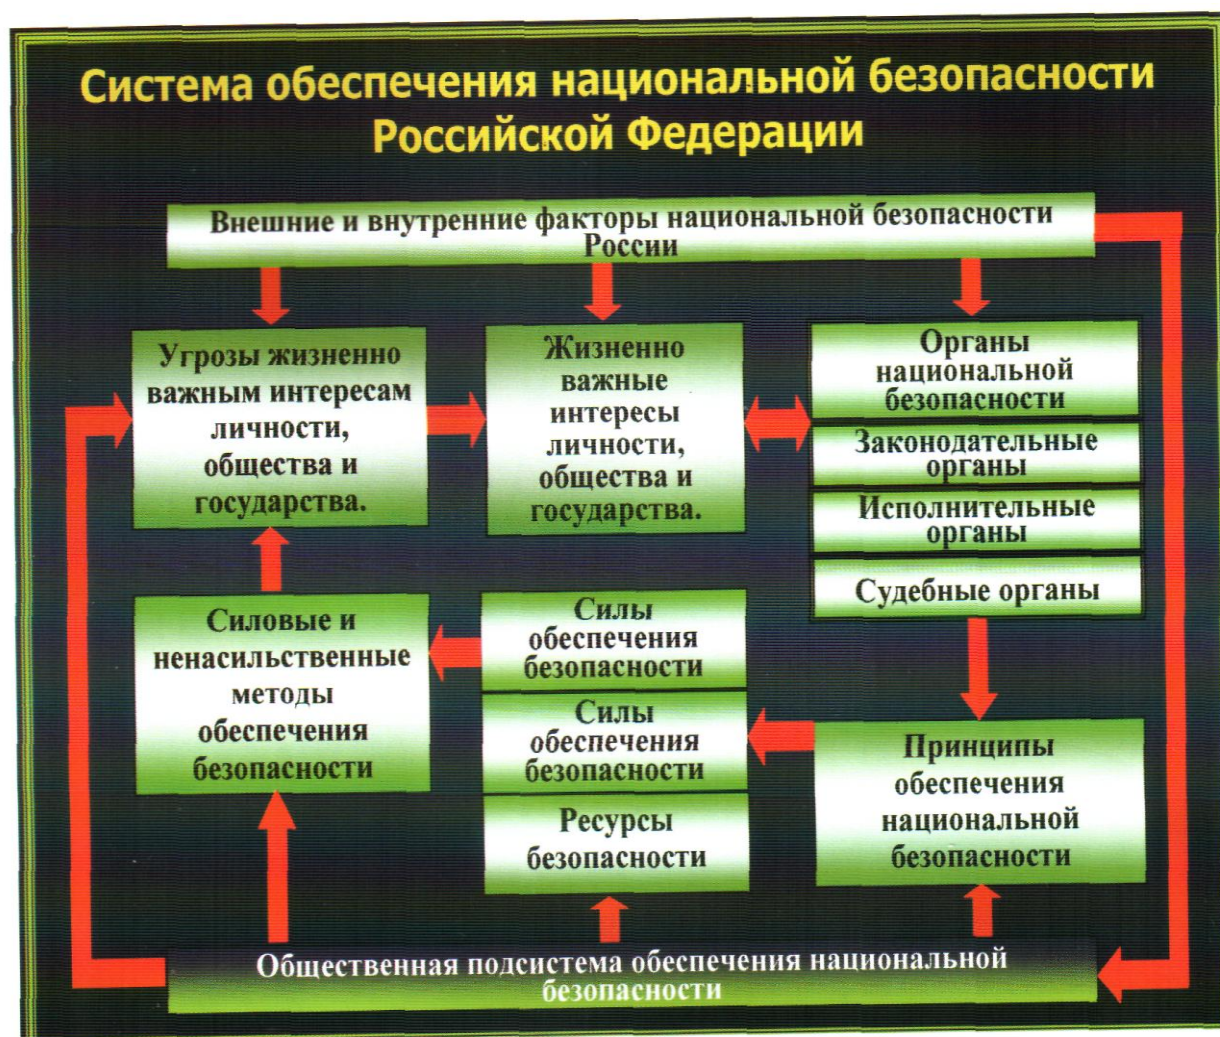 Система обеспечения национальной безопасности
Российской Федерации
Внешние и внутренние факторы национальной безопасности
России
Угрозы жизненно
важным интересам
личности,
общества и
государства.
Жизненно
важные
интересы
личности,
общества и
государства.
Органы
национальной
безопасности
Законодательные
органы
Исполнительные
органы
Судебные органы
Силовые и
ненасильственные
методы
обеспечения
безопасности
Силы
обеспечения
безопасности
Силы
обеспечения
безопасности
Ресурсы
безопасности
Принципы
обеспечения
национальной
безопасности
Общественная подсистема обеспечения национальной
безопасности